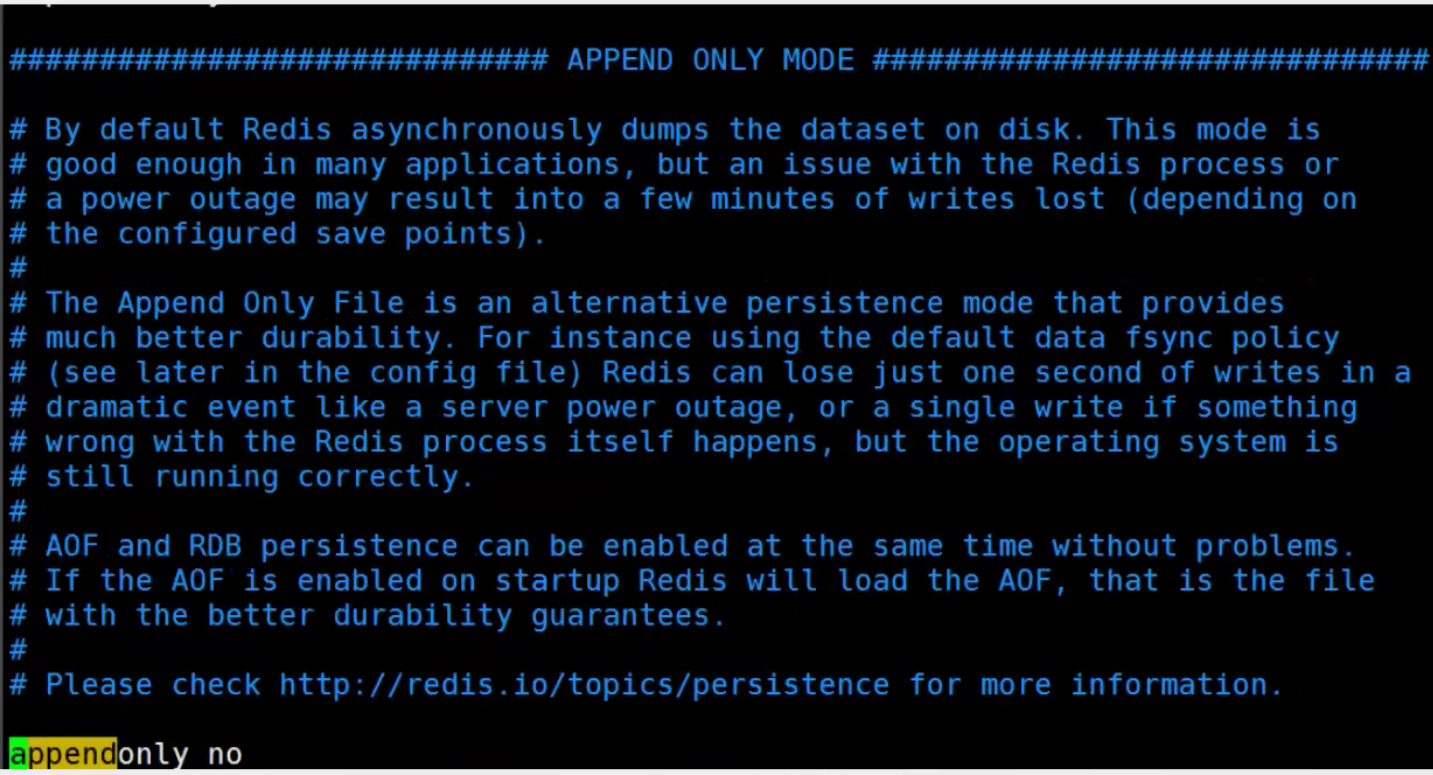 ############################## APPEND ONLY MODE ###############################
# By default Redis asynchronously dumps the dataset on disk. This mode is
# good enough in many applications, but an issue with the Redis process or
# a power outage may result into a few minutes of writes lost (depending on
# the configured save points).
#
# The Append Only File is an alternative persistence mode that provides
# much better durability. For instance using the default data fsync policy
# (see later in the config file) Redis can lose just one second of writes in a
# dramatic event like a server power outage, or a single write if something
# wrong with the Redis process itself happens, but the operating system is
# still running correctly.
#
# AOF and RDB persistence can be enabled at the same time without problems.
# If the AOF is enabled on startup Redis will load the AOF, that is the file
# with the better durability guarantees.
#
# Please check http://redis.io/topics/persistence for more information.
appendonly no